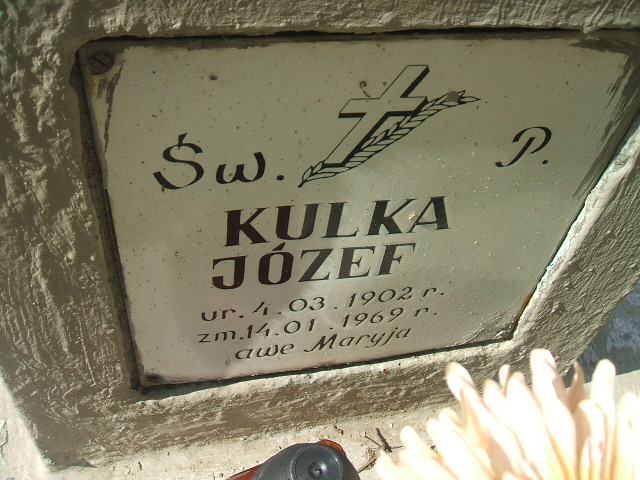 Św. P.
KULKA
JÓZEF
ur. 4.03.1902 r.
zm.14.01.1969 r.
awe Maryja